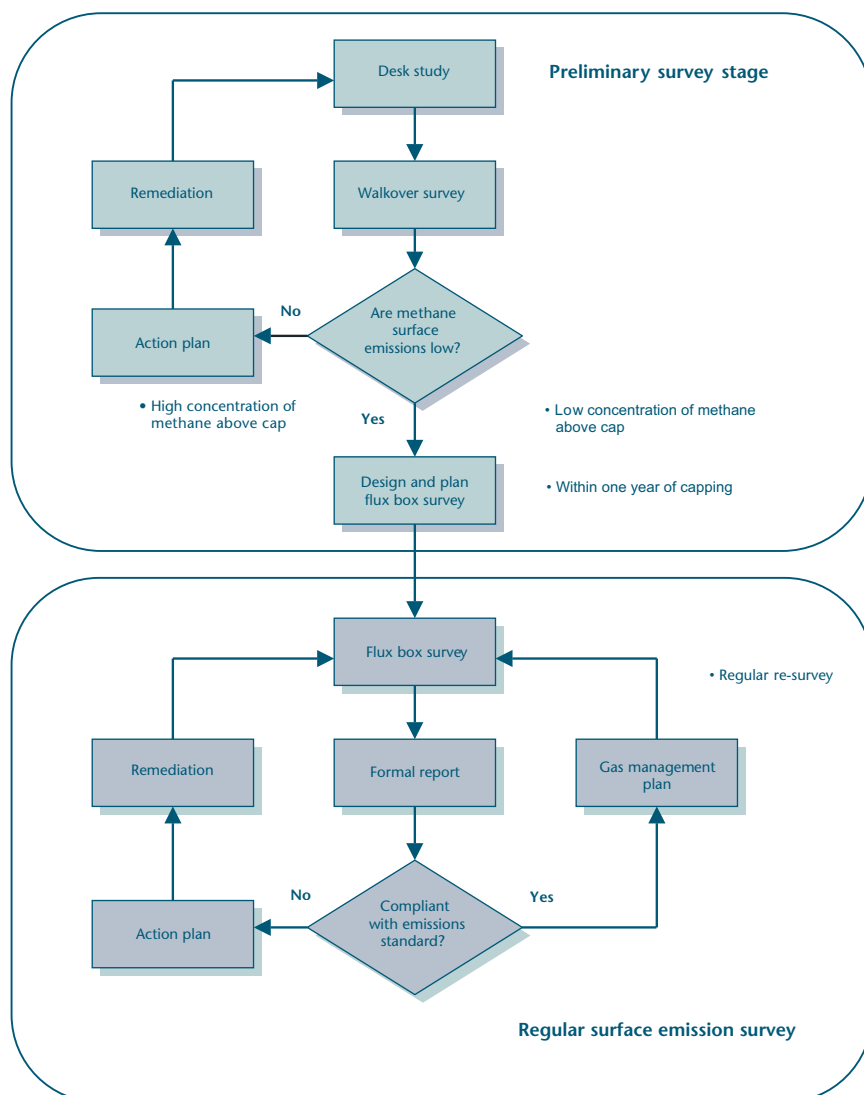 Desk study
Preliminary survey stage
Remediation
Walkover survey
No
Are methane
surface
emissions low?
Action plan
• High concentration of
methane above cap
Yes
• Low concentration of methane
above cap
Design and plan
flux box survey
• Within one year of capping
Flux box survey
• Regular re-survey
Remediation
Formal report
Gas management
plan
No
Compliant
with emissions
standard?
Yes
Action plan
Regular surface emission survey